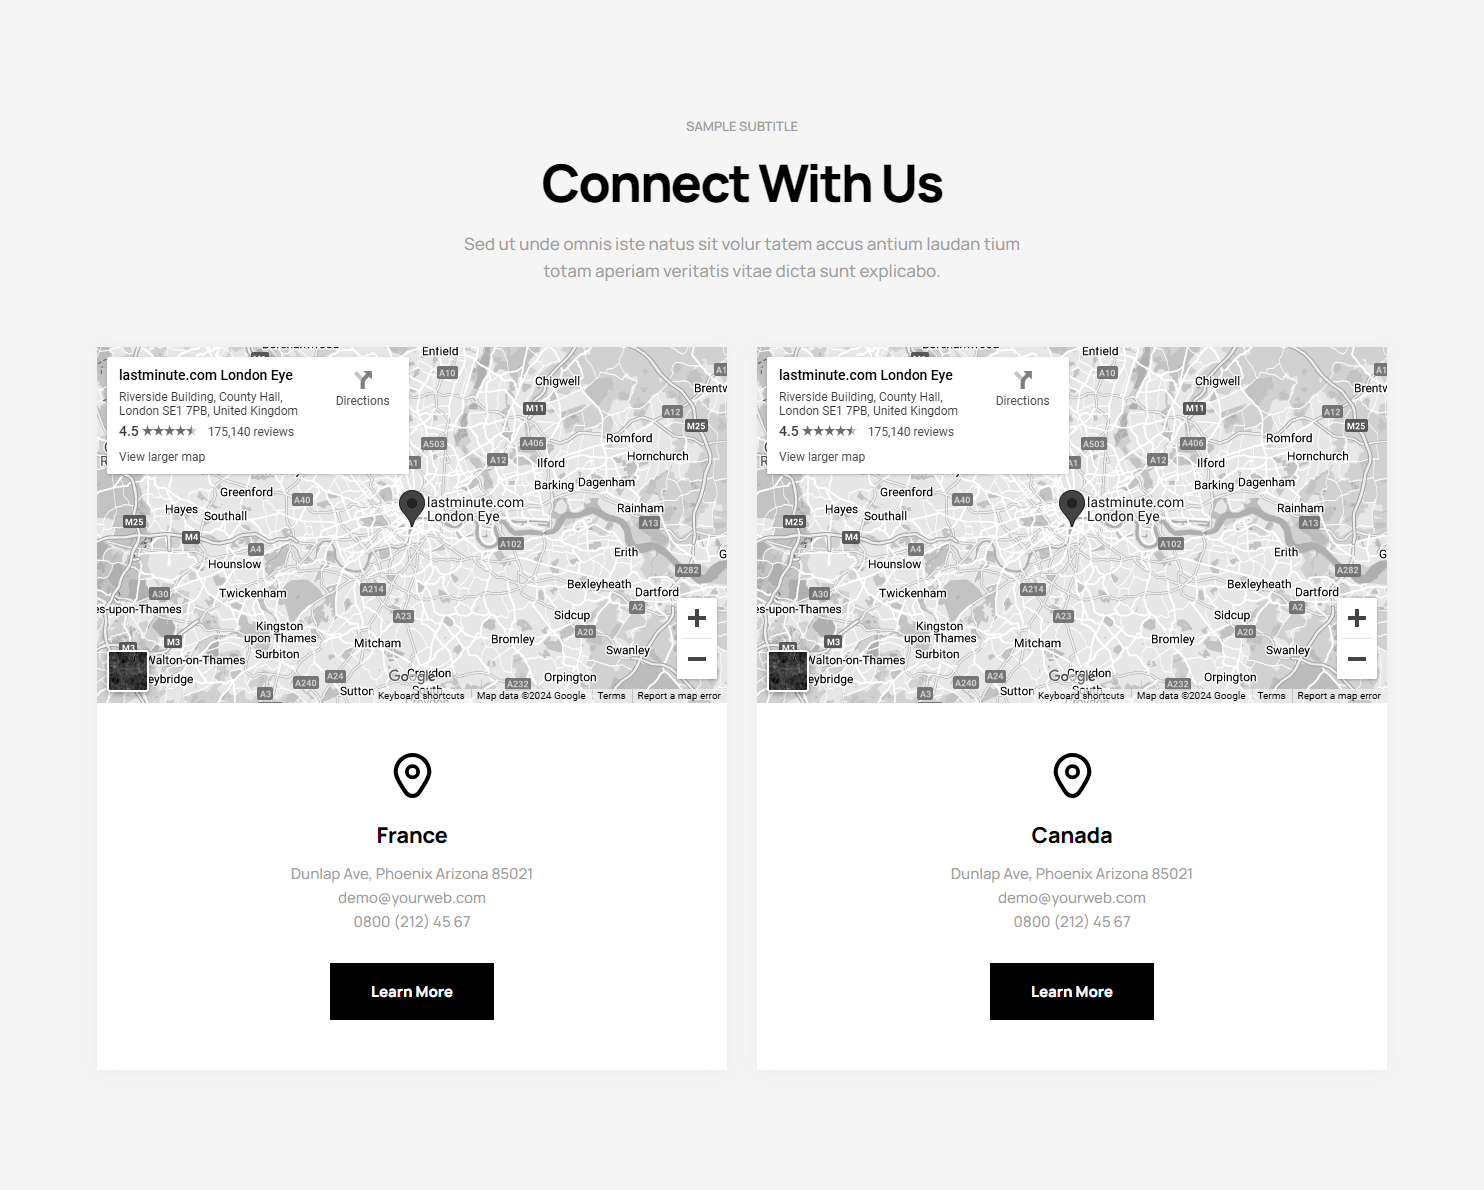 SAMPLE SUBTITLE
Connect With Us
Sed ut unde omnis iste natus sit volur tatem accus antium laudan tium
totam aperiam veritatis vitae dicta sunt explicabo.
lastminute.com London Eye
Riverside Building, County Hall,
London SE1 7PB, United Kingdom
4.5 175,140 reviews
View larger map
Directions
Enfield
A10
Chigwell
M11
A12
M25
A503
A406
Romford
A12
Ilford
Hornchurch
Barking
Dagenham
Greenford
A40
lastminute.com
London Eye
Hayes
Southall
Rainham
M25
A13
M4
A4
A102
Erith
Hounslow
A282
A30
Twickenham
A214
Bexleyheath
Dartford
es-upon-Thames
A23
Sidcup
A2
Kingston
upon Thames
A20
M3
M3
Mitcham
Bromley
Surbiton
Swanley
Walton-on-Thames
eybridge
A240
A24
Google
Croydon
Orpington
A3
Sutton
South
A232
Keyboard shortcuts
Map data ©2024 Google
Terms
Report a map error
France
Dunlap Ave, Phoenix Arizona 85021
demo@yourweb.com
0800 (212) 45 67
Learn More
lastminute.com London Eye
Riverside Building, County Hall,
London SE1 7PB, United Kingdom
4.5 175,140 reviews
View larger map
Directions
Enfield
A10
Chigwell
M11
A12
M25
A503
A406
Romford
A12
Ilford
Hornchurch
Barking
Dagenham
Greenford
A40
lastminute.com
London Eye
Hayes
Southall
Rainham
M25
A13
M4
A4
A102
Erith
Hounslow
A282
A30
Twickenham
A214
Bexleyheath
Dartford
es-upon-Thames
A23
Sidcup
A2
Kingston
upon Thames
A20
M3
M3
Mitcham
Bromley
Surbiton
Swanley
Walton-on-Thames
eybridge
A240
A24
Google
Croydon
Orpington
A3
Sutton
South
A232
Keyboard shortcuts
Map data ©2024 Google
Terms
Report a map error
Canada
Dunlap Ave, Phoenix Arizona 85021
demo@yourweb.com
0800 (212) 45 67
Learn More